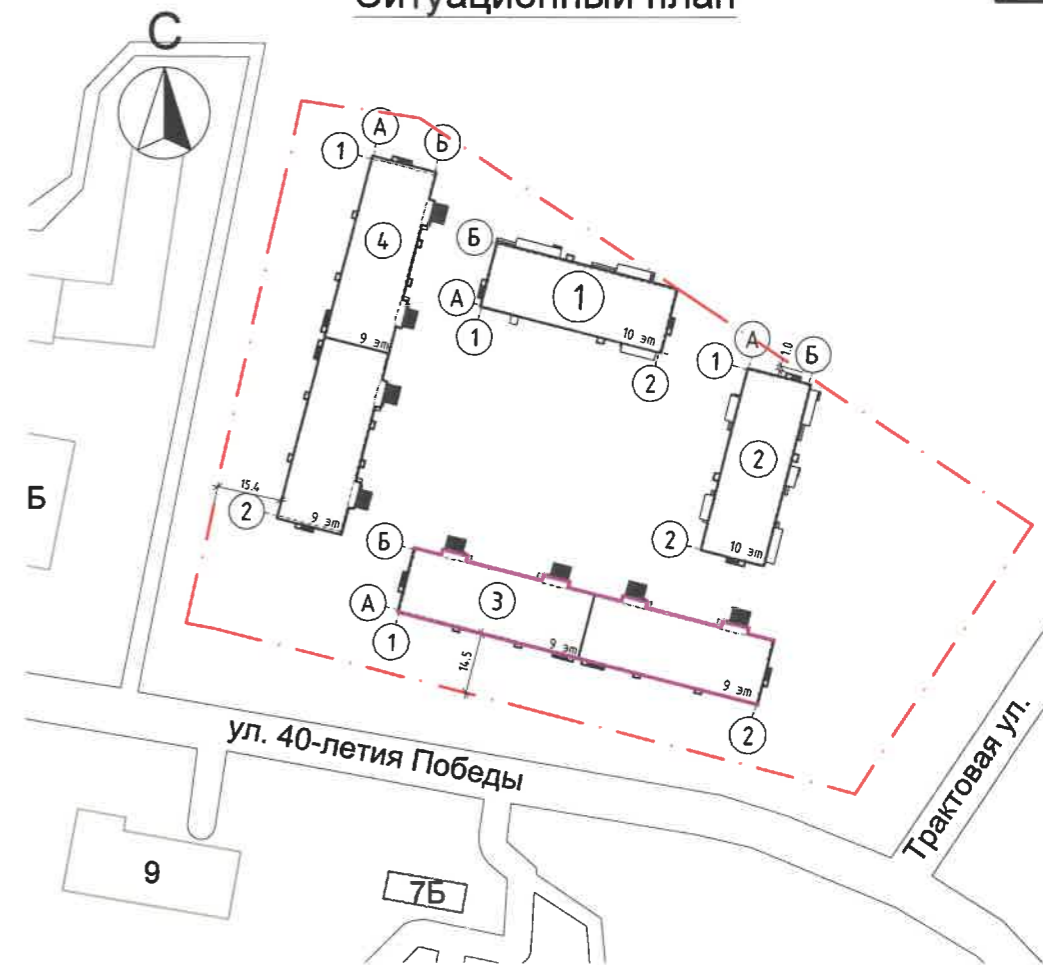 Ситуационный план
С
А
Б
1
4
Б
1
А
1
10 эт
2
9 эт
А
1.0
Б
1
2
Б
15.4
2
9 эт
2
10 эт
Б
3
А
1
9 эт
14.5
9 эт
2
ул. 40-летия Победы
Трактовая ул.
9
7Б